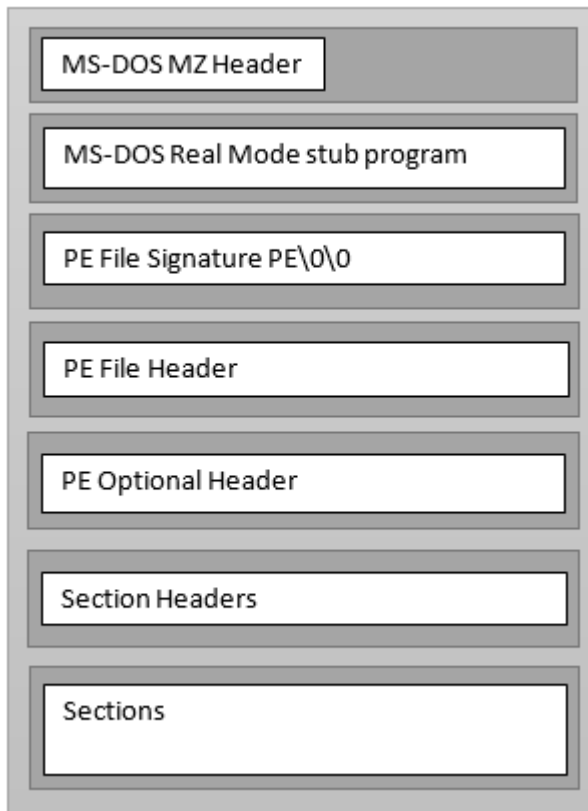 MS-DOS MZ Header
MS-DOS Real Mode stub program
PE File Signature PE\0\0
PE File Header
PE Optional Header
Section Headers
Sections